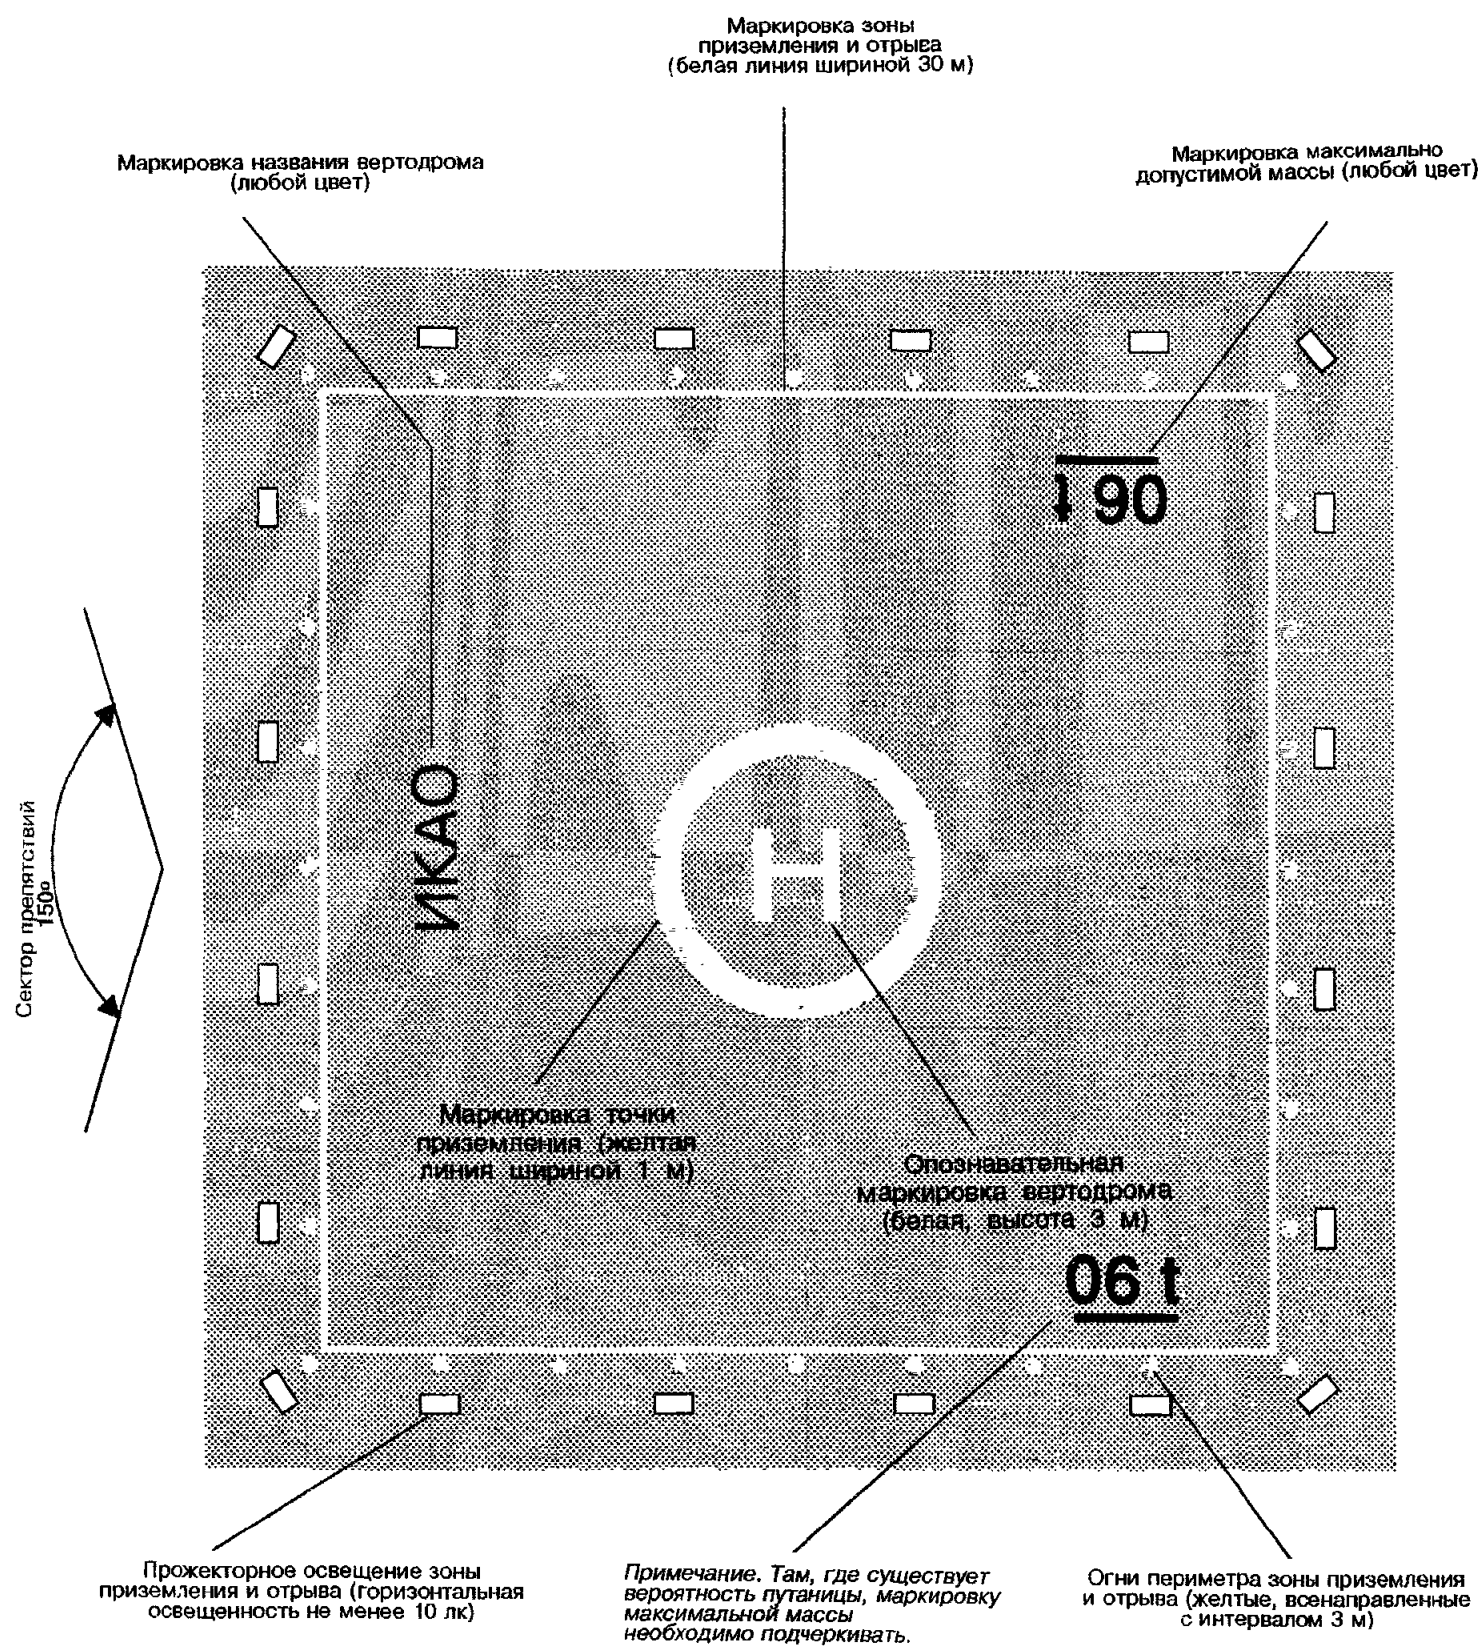 Маркировка зоны
приземления и отрыва
(белая линия шириной 30 м)
Маркировка названия вертодрома
(любой цвет)
Маркировка максимально
допустимой массы (любой цвет)
06 t
Сектор препятствий
150º
ИКАО
H
Маркировка точки
приземления (желтая
линия шириной 1 м)
Опознавательная
маркировка вертодрома
(белая, высота 3 м)
06 t
Прожекторное освещение зоны
приземления и отрыва (горизонтальная
освещенность не менее 10 лк)
Примечание. Там, где существует
вероятность путаницы, маркировку
максимальной массы
необходимо подчеркивать.
Огни периметра зоны приземления
и отрыва (желтые, всенаправленные
с интервалом 3 м)